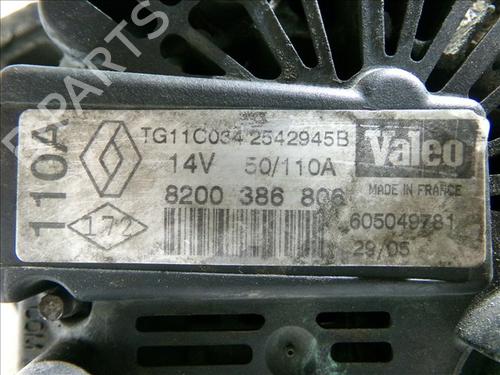 B-PARTS
110A
TG11C034 2542945B
14V 50/110A
8200 386 806
172
Valeo
MADE IN FRANCE
605049781
29/05